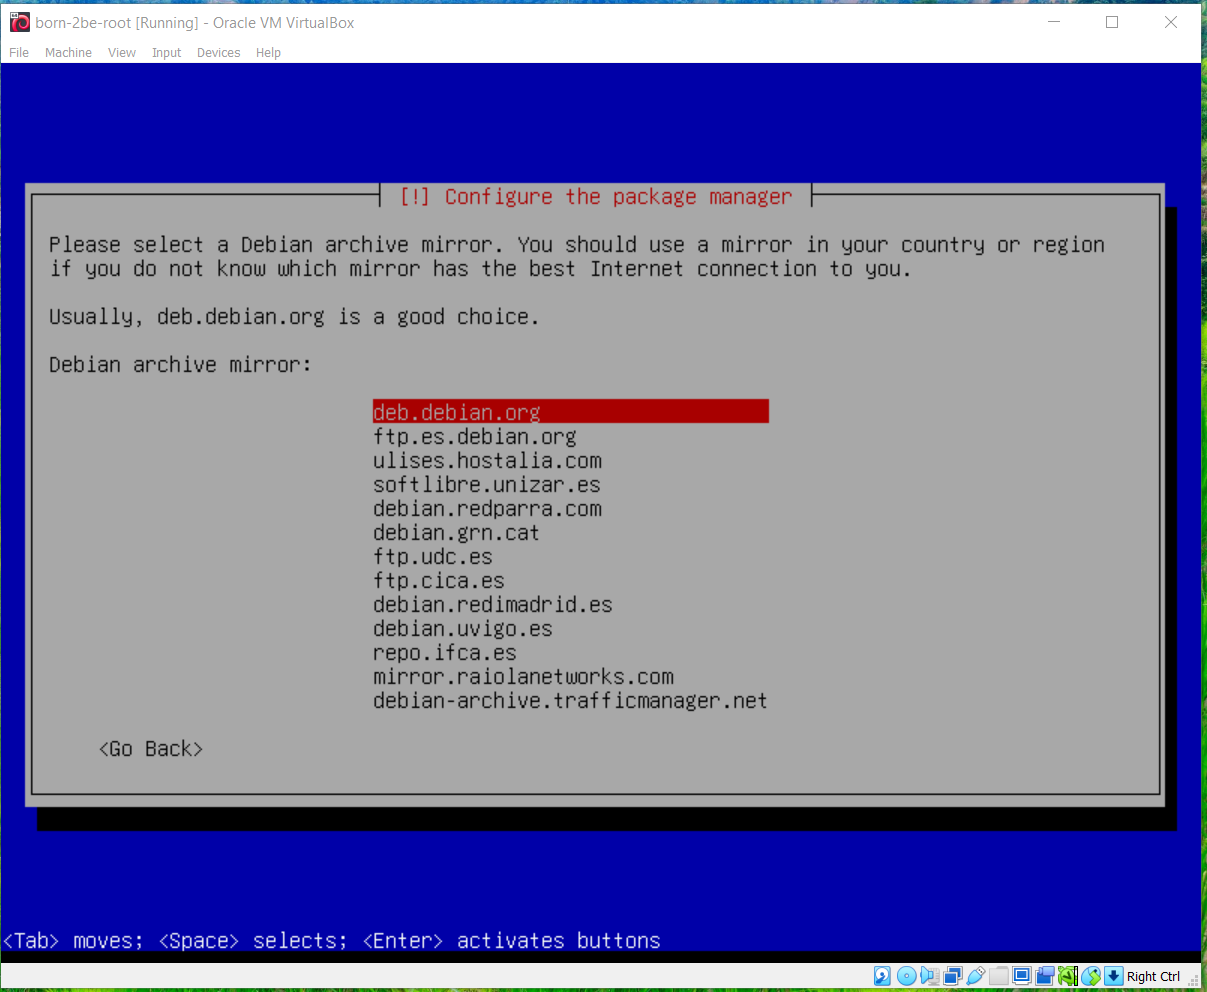 born-2be-root [Running] - Oracle VM VirtualBox
File Machine View Input Devices Help
[!] Configure the package manager
Please select a Debian archive mirror. You should use a mirror in your country or region
if you do not know which mirror has the best Internet connection to you.
Usually, deb.debian.org is a good choice.
Debian archive mirror:
deb.debian.org
ftp.es.debian.org
ulises.hostalia.com
softlibre.unizar.es
debian.redparra.com
debian.grn.cat
ftp.udc.es
ftp.cica.es
debian.redimadrid.es
debian.uvigo.es
repo.ifca.es
mirror.raiolanetworks.com
debian-archive.trafficmanager.net
<Go Back>
<Tab> moves; <Space> selects; <Enter> activates buttons
Right Ctrl